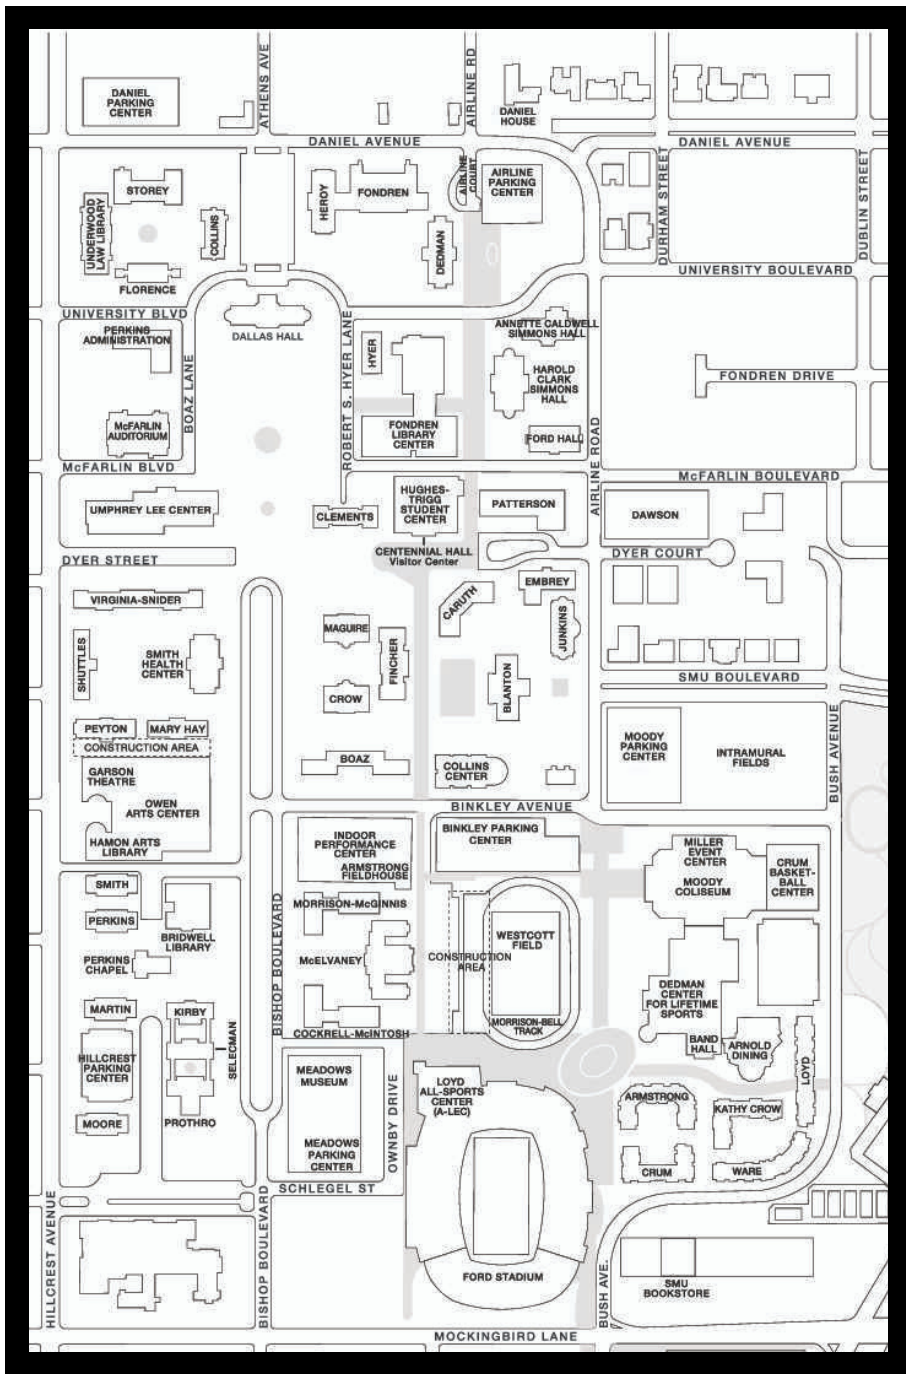 ATHENS AVE
AIRLINE RD
DANIEL
PARKING
CENTER
DANIEL
HOUSE
DANIEL AVENUE
DANIEL AVENUE
STOREY
HEROY
FONDREN
AIRLINE
COURT
AIRLINE
PARKING
CENTER
DURHAM STREET
DUBLIN STREET
UNDERWOOD
LAW LIBRARY
COLLINS
DEDMAN
FLORENCE
UNIVERSITY BOULEVARD
UNIVERSITY BLVD
DALLAS HALL
PERKINS
ADMINISTRATION
BOAZ LANE
ROBERT S. HYER LANE
HYER
ANNETTE CALDWELL
SIMMONS HALL
HAROLD
CLARK
SIMMONS
HALL
FONDREN DRIVE
McFARLIN
AUDITORIUM
FONDREN
LIBRARY
CENTER
FORD HALL
AIRLINE ROAD
McFARLIN BLVD
McFARLIN BOULEVARD
UMPHREY LEE CENTER
CLEMENTS
HUGHES-
TRIGG
STUDENT
CENTER
PATTERSON
DAWSON
CENTENNIAL HALL
Visitor Center
DYER STREET
DYER COURT
VIRGINIA-SNIDER
CARUTH
EMBREY
JUNKINS
MAGUIRE
FINCHER
SHUTTLES
SMITH
HEALTH
CENTER
BLANTON
SMU BOULEVARD
CROW
PEYTON
MARY HAY
CONSTRUCTION AREA
MOODY
PARKING
CENTER
INTRAMURAL
FIELDS
BUSH AVENUE
BOAZ
COLLINS
CENTER
GARSON
THEATRE
OWEN
ARTS CENTER
HAMON ARTS
LIBRARY
BINKLEY AVENUE
INDOOR
PERFORMANCE
CENTER
ARMSTRONG
FIELDHOUSE
BINKLEY PARKING
CENTER
MILLER
EVENT
CENTER
MOODY
COLISEUM
CRUM
BASKET-
BALL
CENTER
SMITH
PERKINS
BRIDWELL
LIBRARY
BISHOP BOULEVARD
MORRISON-McGINNIS
McELVANEY
CONSTRUCTION
AREA
WESTCOTT
FIELD
PERKINS
CHAPEL
DEDMAN
CENTER
FOR LIFETIME
SPORTS
MARTIN
KIRBY
COCKRELL-McINTOSH
MORRISON-BELL
TRACK
BAND
HALL
ARNOLD
DINING
LOYD
SELECMAN
HILLCREST
PARKING
CENTER
MEADOWS
MUSEUM
OWNBY DRIVE
LOYD
ALL-SPORTS
CENTER
(A-LEC)
ARMSTRONG
KATHY CROW
MOORE
PROTHRO
MEADOWS
PARKING
CENTER
CRUM
WARE
SCHLEGEL ST
HILLCREST AVENUE
BISHOP BOULEVARD
FORD STADIUM
BUSH AVE.
SMU
BOOKSTORE
MOCKINGBIRD LANE